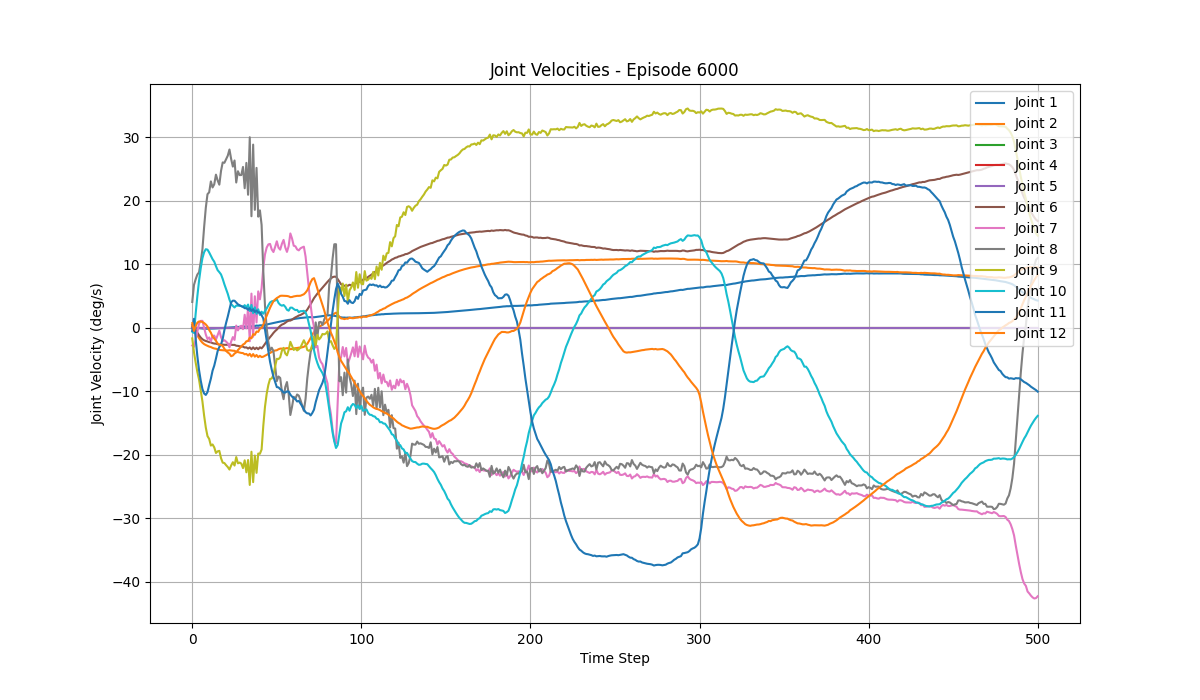 Joint Velocities - Episode 6000
Joint Velocity (deg/s)
30
20
10
0
−10
−20
−30
−40
0 100 200 300 400 500
Time Step
Joint 1
Joint 2
Joint 3
Joint 4
Joint 5
Joint 6
Joint 7
Joint 8
Joint 9
Joint 10
Joint 11
Joint 12